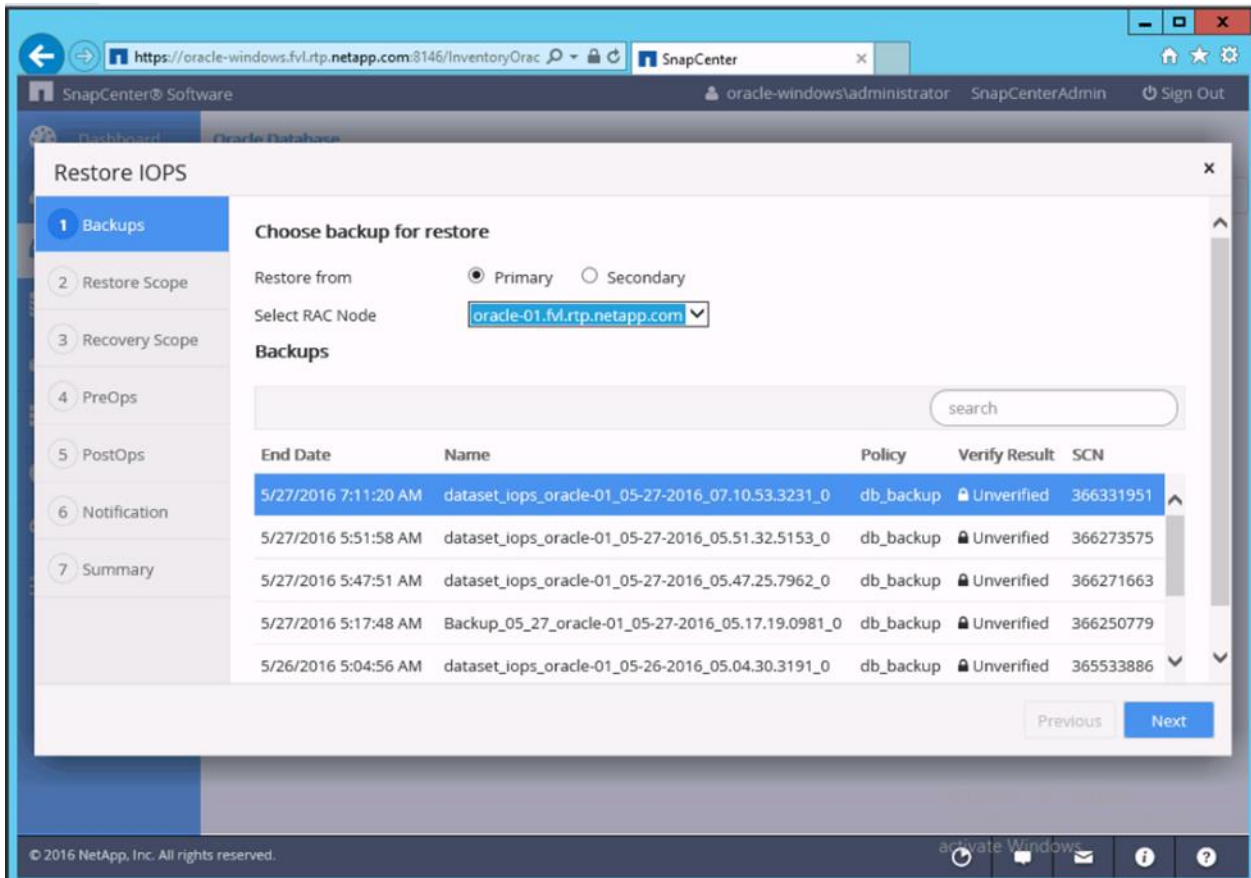 https://oracle-windows.fvl.rtp.netapp.com:8146/InventoryOrac
SnapCenter
SnapCenter® Software
oracle-windows\administrator SnapCenterAdmin Sign Out
Dashboard
Oracle Database
Restore IOPS
1 Backups
2 Restore Scope
3 Recovery Scope
4 PreOps
5 PostOps
6 Notification
7 Summary
Choose backup for restore
Restore from Primary Secondary
Select RAC Node oracle-01.fvl.rtp.netapp.com
Backups
search
End Date Name Policy Verify Result SCN
5/27/2016 7:11:20 AM dataset_iops_oracle-01_05-27-2016_07.10.53.3231_0 db_backup Unverified 366331951
5/27/2016 5:51:58 AM dataset_iops_oracle-01_05-27-2016_05.51.32.5153_0 db_backup Unverified 366273575
5/27/2016 5:47:51 AM dataset_iops_oracle-01_05-27-2016_05.47.25.7962_0 db_backup Unverified 366271663
5/27/2016 5:17:48 AM Backup_05_27_oracle-01_05-27-2016_05.17.19.0981_0 db_backup Unverified 366250779
5/26/2016 5:04:56 AM dataset_iops_oracle-01_05-26-2016_05.04.30.3191_0 db_backup Unverified 365533886
Previous Next
© 2016 NetApp, Inc. All rights reserved.
activate Windows